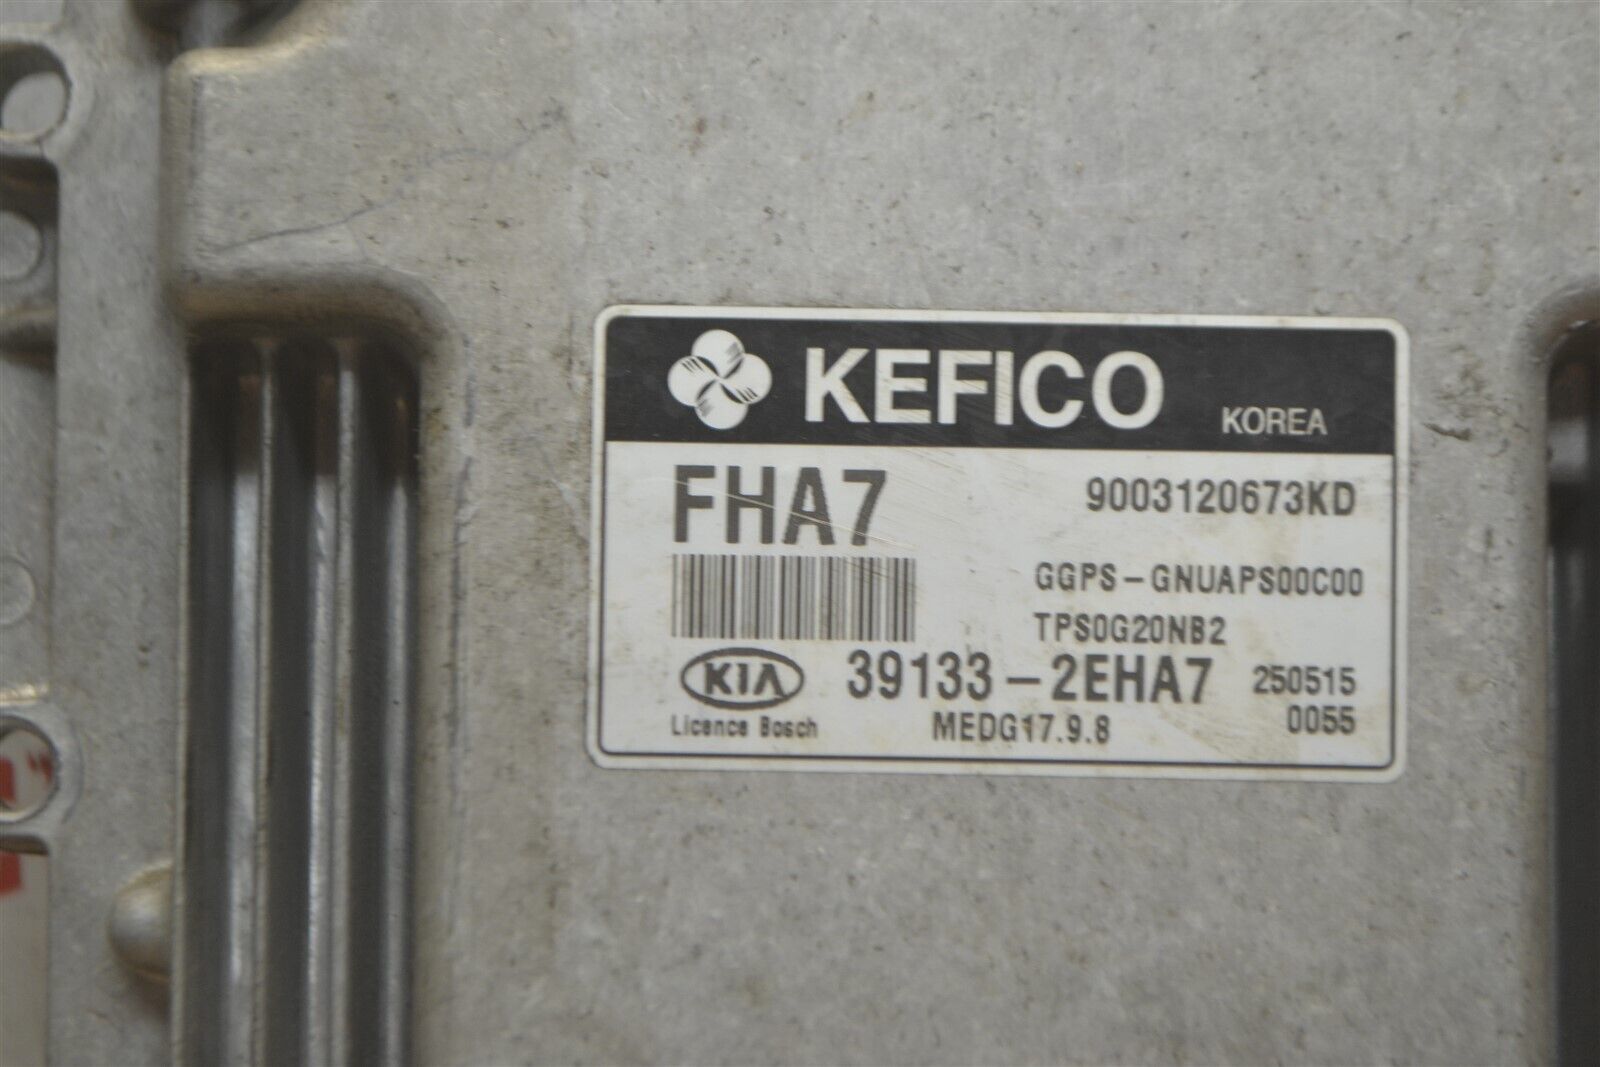 KEFICO KOREA
FHA7 9003120673KD
GGPS-GNUAPS00C00
TPS0G20NB2
KIA 39133-2EHA7 250515
Licence Bosch MEDG17.9.8 0055